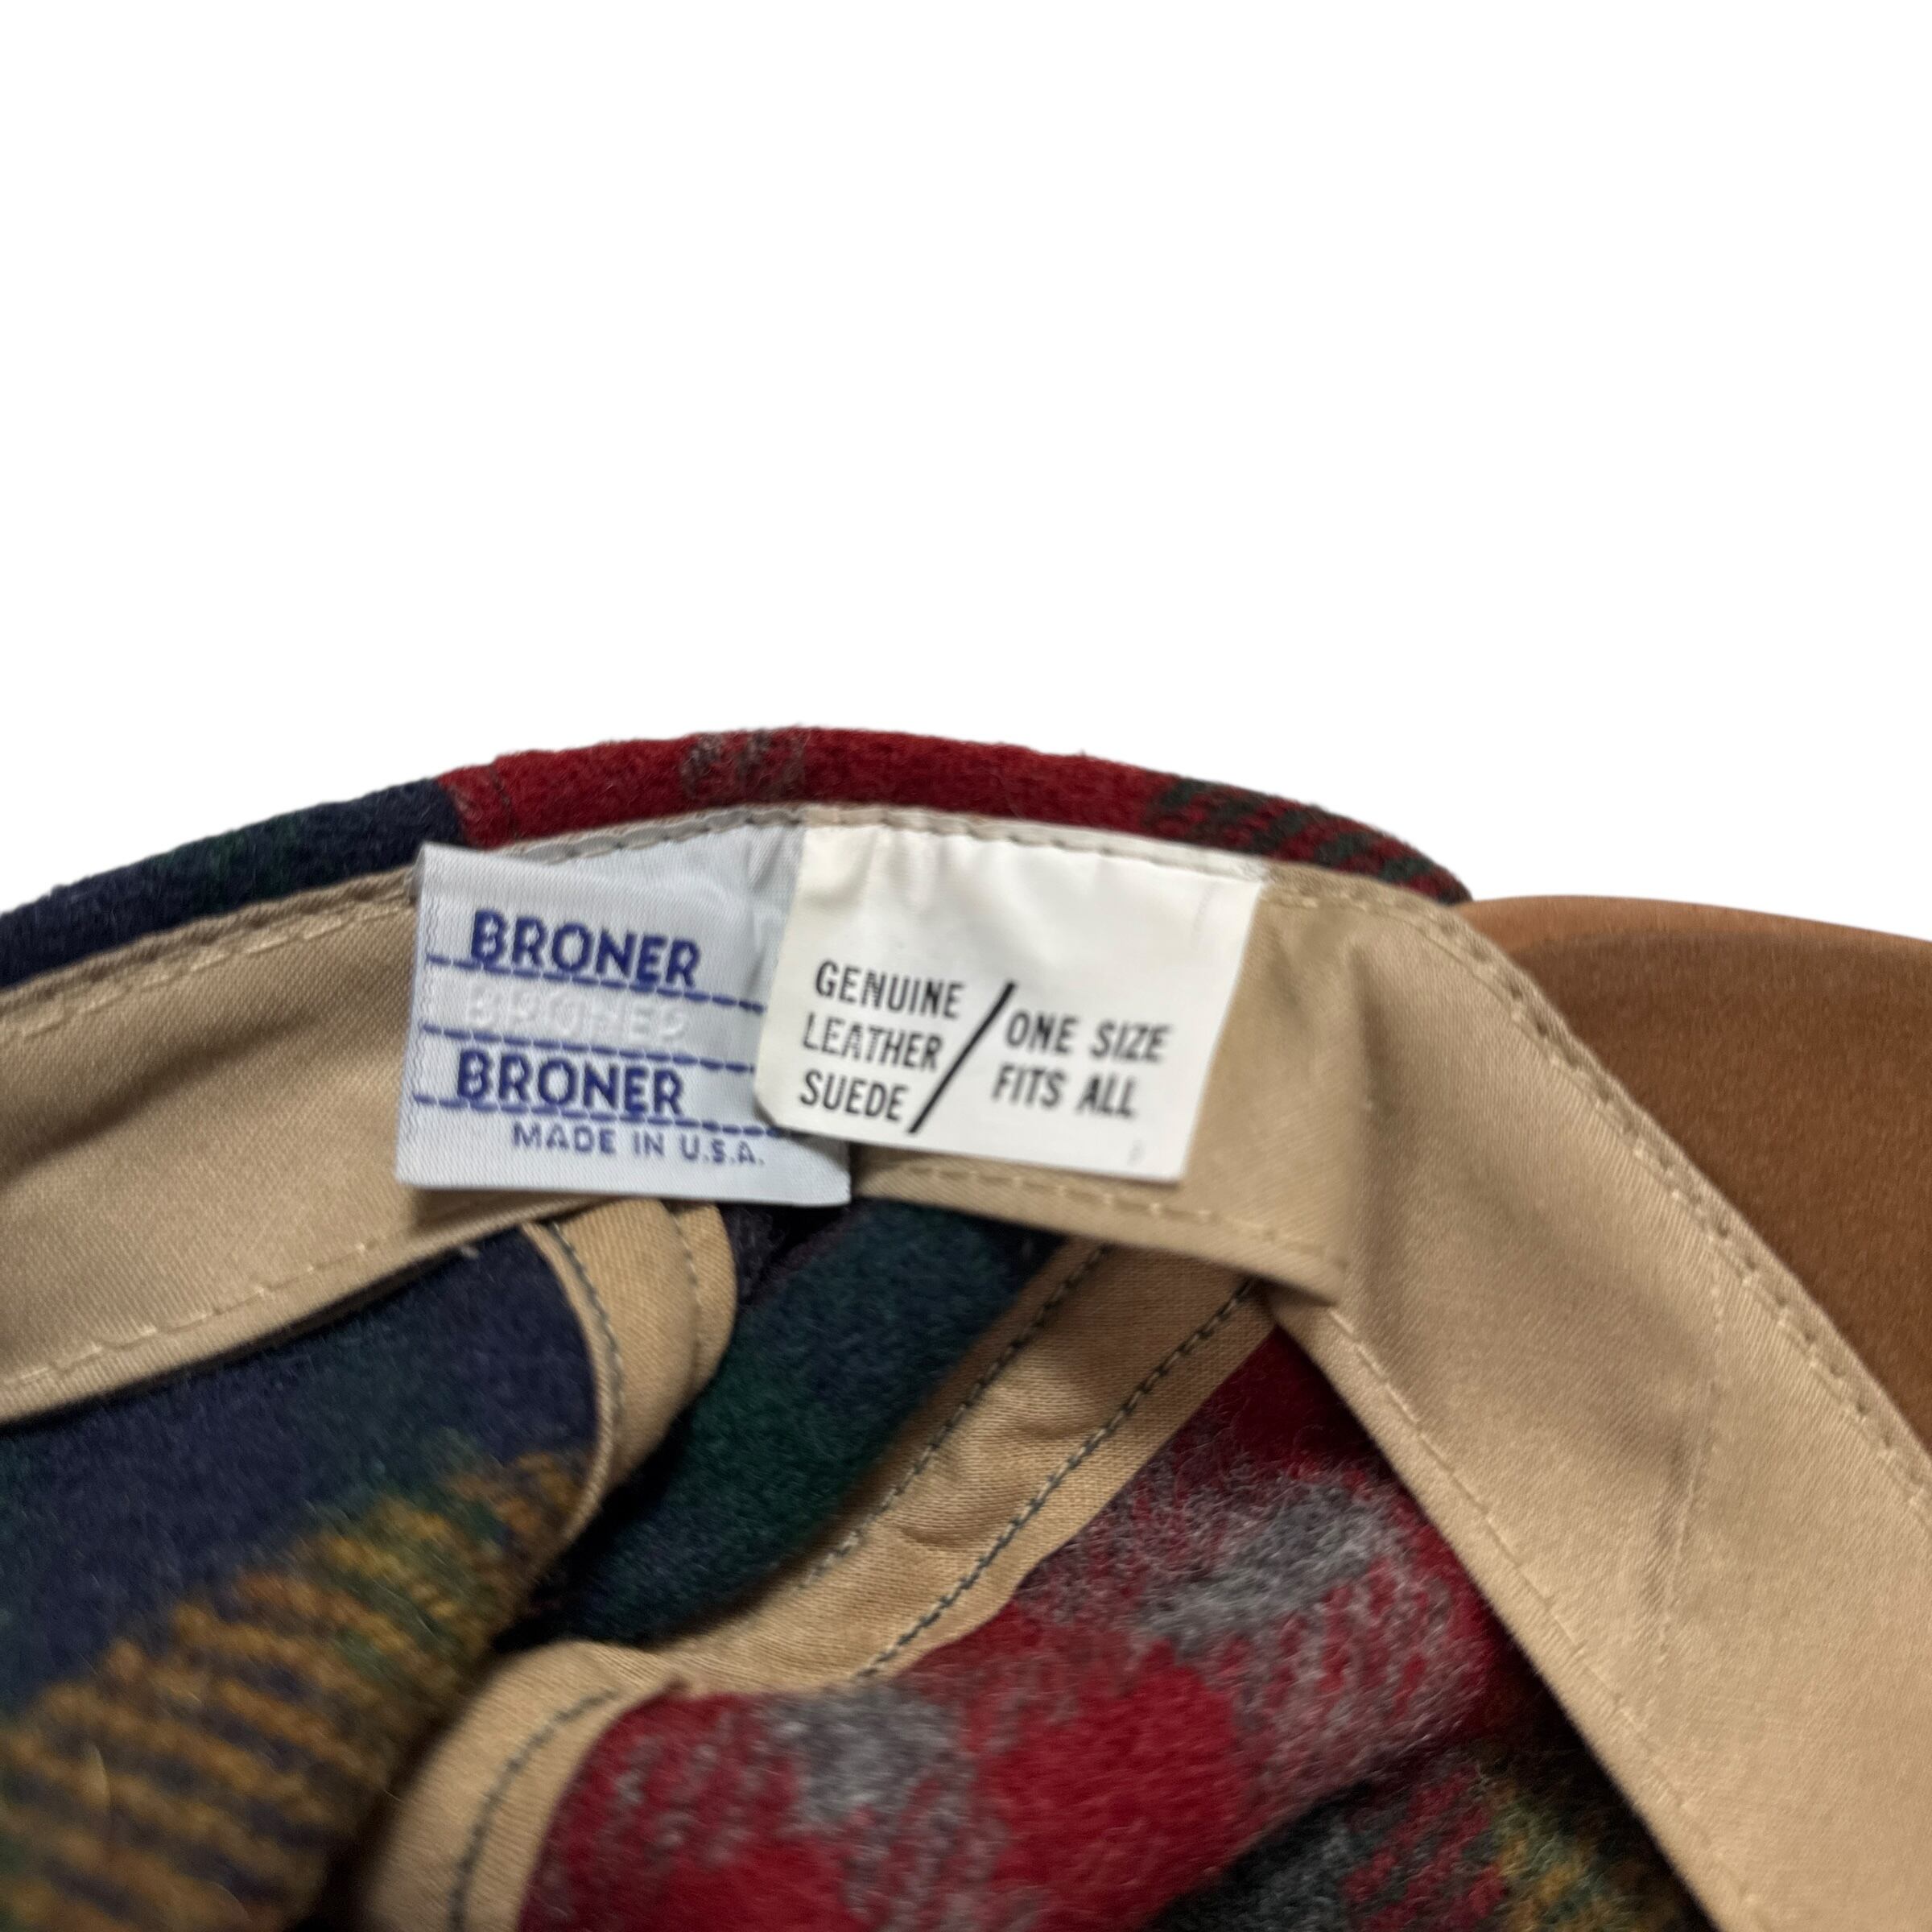 BRONER
BRONER
BRONER
MADE IN U.S.A.
GENUINE
LEATHER
SUEDE
/
ONE SIZE
FITS ALL